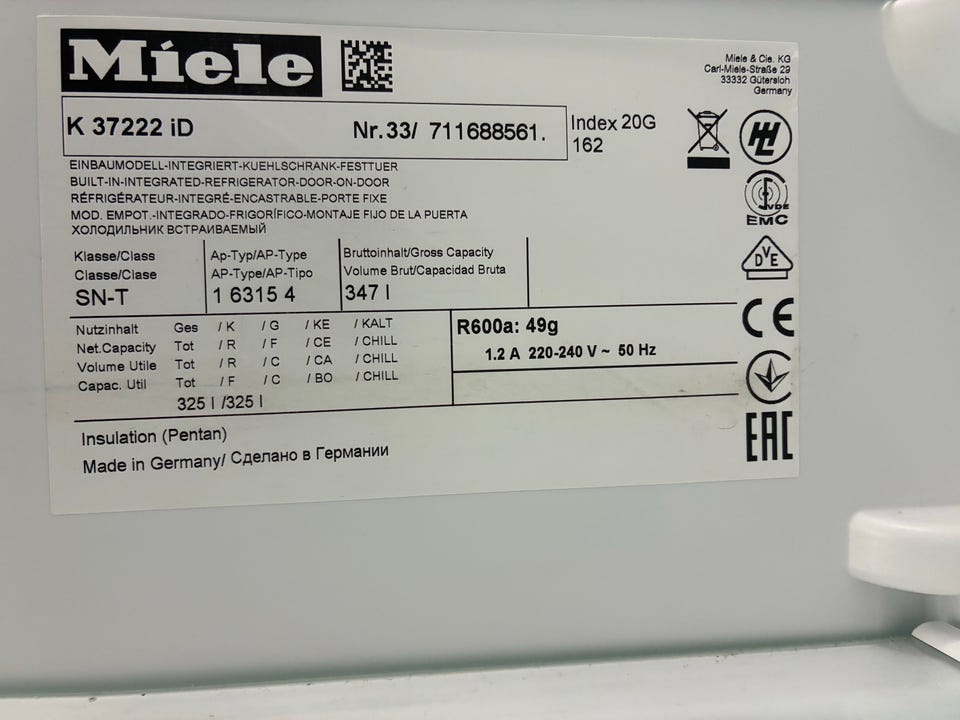 Miele
Miele & Cie. KG
Carl-Miele-Straße 29
33332 Gütersloh
Germany
K 37222 iD Nr.33/ 711688561. Index 20G
162
EINBAUMODELL-INTEGRIERT-KUEHLSCHRANK-FESTTUER
BUILT-IN-INTEGRATED-REFRIGERATOR-DOOR-ON-DOOR
RÉFRIGÉRATEUR-INTEGRÉ-ENCASTRABLE-PORTE FIXE
MOD. EMPOT.-INTEGRADO-FRIGORÍFICO-MONTAJE FIJO DE LA PUERTA
ХОЛОДИЛЬНИК ВСТРАИВАЕМЫЙ
Klasse/Class Ap-Typ/AP-Type Bruttoinhalt/Gross Capacity
Classe/Clase AP-Type/AP-Tipo Volume Brut/Capacidad Bruta
SN-T 1 6315 4 347 l
Nutzinhalt Ges / K / G / KE / KALT
Net.Capacity Tot / R / F / CE / CHILL
Volume Utile Tot / R / C / CA / CHILL
Capac. Util Tot / F / C / BO / CHILL
325 l /325 l
R600a: 49g
1.2 A 220-240 V ~ 50 Hz
Insulation (Pentan)
Made in Germany/ Сделано в Германии
VDE
EMC
DVE
CE
EAC